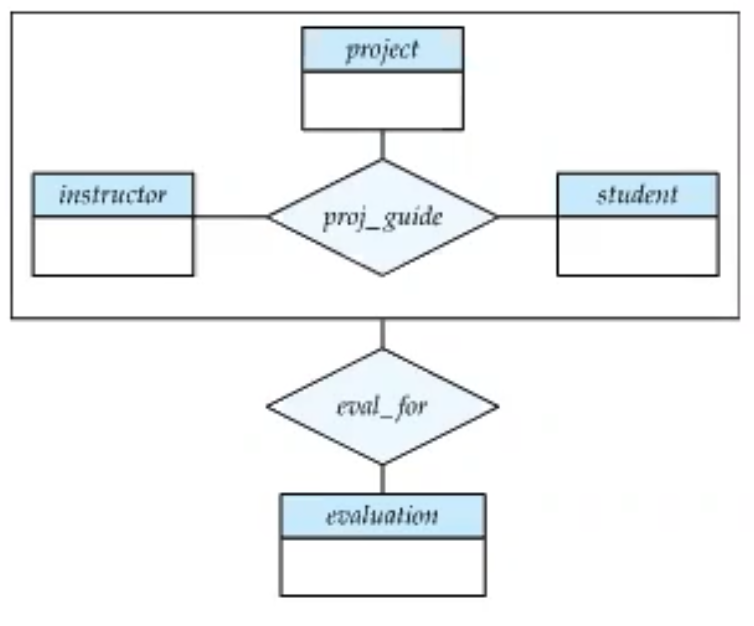 project
instructor
proj_guide
student
eval_for
evaluation